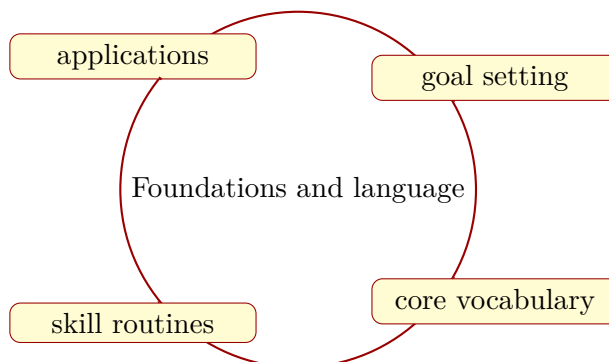 applications
goal setting
Foundations and language
core vocabulary
skill routines